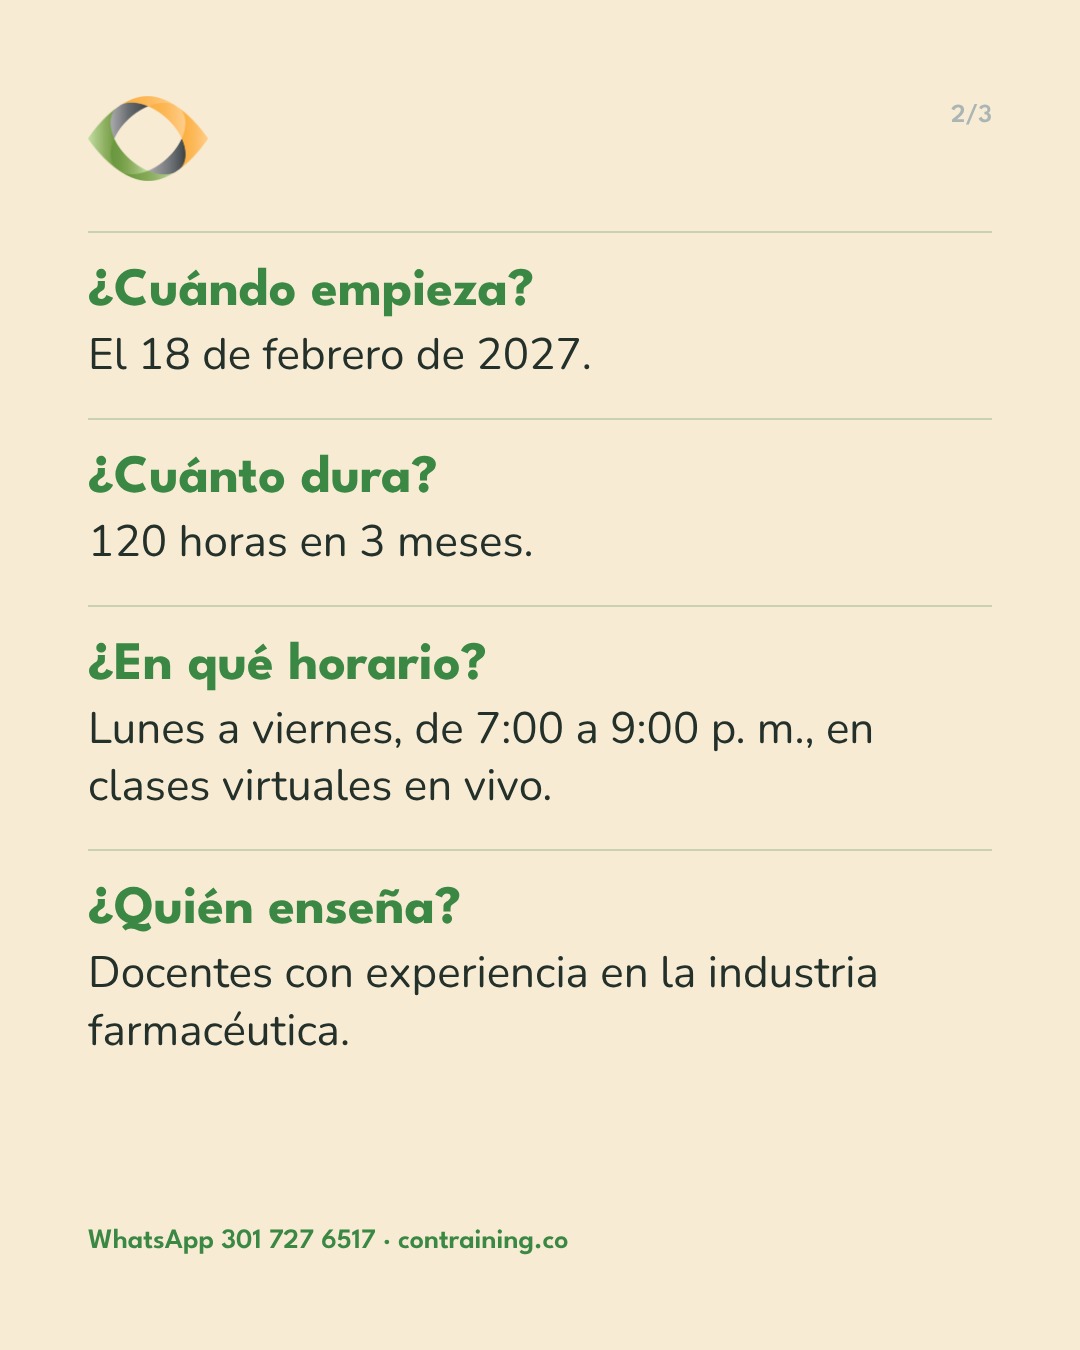 2/3
¿Cuándo empieza?
El 18 de febrero de 2027.
¿Cuánto dura?
120 horas en 3 meses.
¿En qué horario?
Lunes a viernes, de 7:00 a 9:00 p. m., en
clases virtuales en vivo.
¿Quién enseña?
Docentes con experiencia en la industria
farmacéutica.
WhatsApp 301 727 6517 · contraining.co